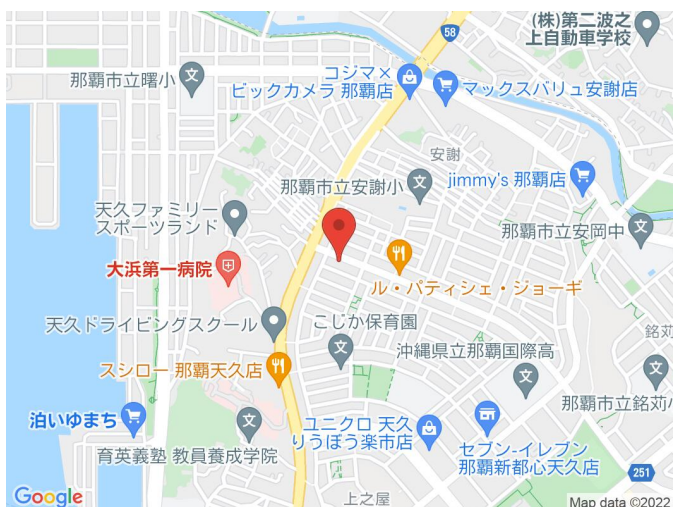 (株)第二波之
上自動車学校
58
那覇市立曙小
コジマ×
ビックカメラ 那覇店
マックスバリュ安謝店
安謝
那覇市立安謝小
jimmy's 那覇店
天久ファミリー
スポーツランド
那覇市立安岡中
大浜第一病院
ル・パティシェ・ジョーギ
天久ドライビングスクール
こじか保育園
沖縄県立那覇国際高
銘苅
スシロー 那覇天久店
那覇市立銘苅小
泊いゆまち
ユニクロ 天久
りうぼう楽市店
セブン-イレブン
那覇新都心天久店
育英義塾 教員養成学院
251
上之屋
Google
Map data ©2022